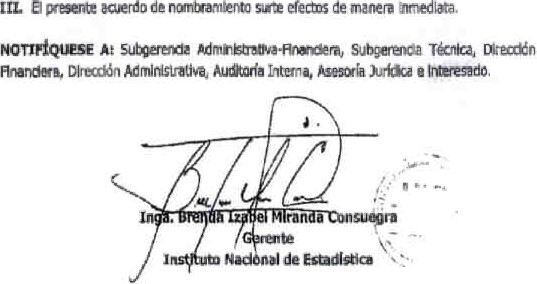 III. El presente acuerdo de nombramiento surte efectos de manera inmediata.
NOTIFÍQUESE A: Subgerencia Administrativa-Financiera, Subgerencia Técnica, Dirección
Financiera, Dirección Administrativa, Auditoría Interna, Asesoría Jurídica e Interesado.
Inga. Brenda Izabel Miranda Consuegra
Gerente
Instituto Nacional de Estadística